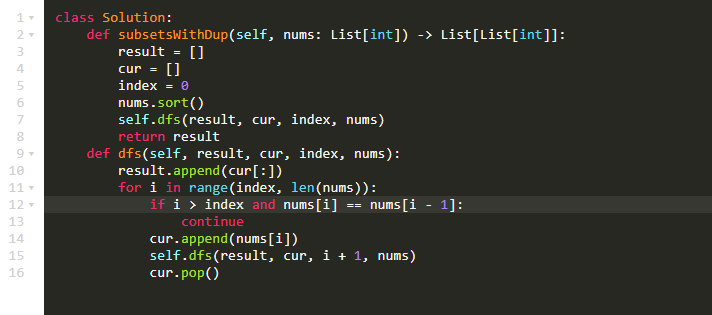 1 class Solution:
2     def subsetsWithDup(self, nums: List[int]) -> List[List[int]]:
3         result = []
4         cur = []
5         index = 0
6         nums.sort()
7         self.dfs(result, cur, index, nums)
8         return result
9     def dfs(self, result, cur, index, nums):
10         result.append(cur[:])
11         for i in range(index, len(nums)):
12             if i > index and nums[i] == nums[i - 1]:
13                 continue
14             cur.append(nums[i])
15             self.dfs(result, cur, i + 1, nums)
16             cur.pop()